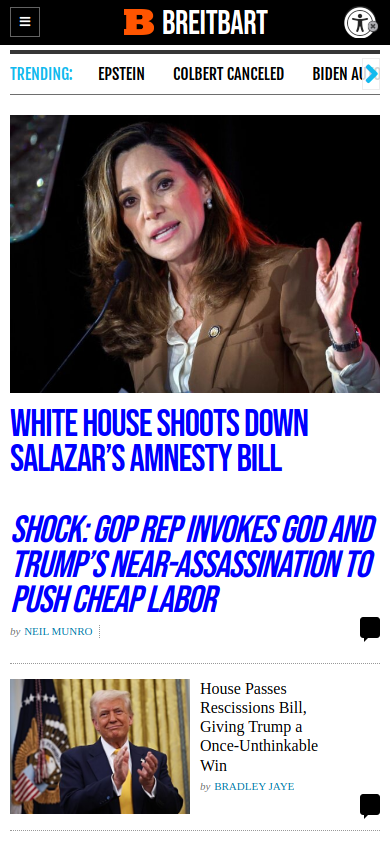 BREITBART
TRENDING:
EPSTEIN
COLBERT CANCELED
BIDEN AU
WHITE HOUSE SHOOTS DOWN
SALAZAR'S AMNESTY BILL
SHOCK: GOP REP INVOKES GOD AND
TRUMP'S NEAR-ASSASSINATION TO
PUSH CHEAP LABOR
by NEIL MUNRO
House Passes
Rescissions Bill,
Giving Trump a
Once-Unthinkable
Win
by BRADLEY JAYE